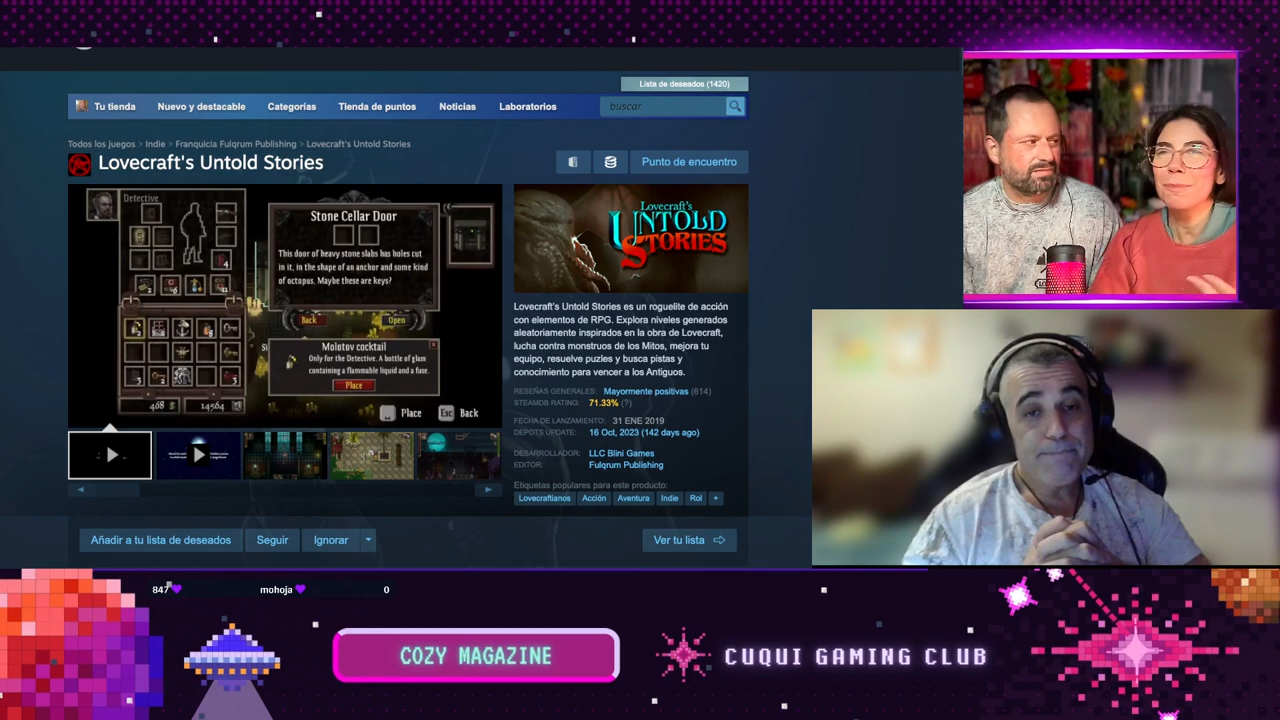 Lista de deseados (1420)
Tu tienda
Nuevo y destacable
Categorías
Tienda de puntos
Noticias
Laboratorios
buscar
Todos los juegos > Indie > Franquicia Fulqrum Publishing > Lovecraft's Untold Stories
Lovecraft's Untold Stories
Punto de encuentro
Detective
Stone Cellar Door
This door of heavy stone slabs has holes cut
in it, in the shape of an anchor and some kind
of octopus. Maybe these are keys?
Back
Open
Molotov cocktail
Only for the Detective. A bottle of glass
containing a flammable liquid and a fuse.
Place
468 $
14564
Place
Esc Back
Lovecraft's
UNTOLD
STORIES
Lovecraft's Untold Stories es un roguelite de acción
con elementos de RPG. Explora niveles generados
aleatoriamente inspirados en la obra de Lovecraft,
lucha contra monstruos de los Mitos, mejora tu
equipo, resuelve puzles y busca pistas y
conocimiento para vencer a los Antiguos.
RESEÑAS GENERALES: Mayormente positivas (614)
STEAMDB RATING: 71.33% (?)
FECHA DE LANZAMIENTO: 31 ENE 2019
DEPOTS UPDATE: 16 Oct, 2023 (142 days ago)
DESARROLLADOR: LLC Blini Games
EDITOR: Fulqrum Publishing
Etiquetas populares para este producto:
Lovecraftianos
Acción
Aventura
Indie
Rol
+
Añadir a tu lista de deseados
Seguir
Ignorar
Ver tu lista
847
mohoja
0
COZY MAGAZINE
CUQUI GAMING CLUB